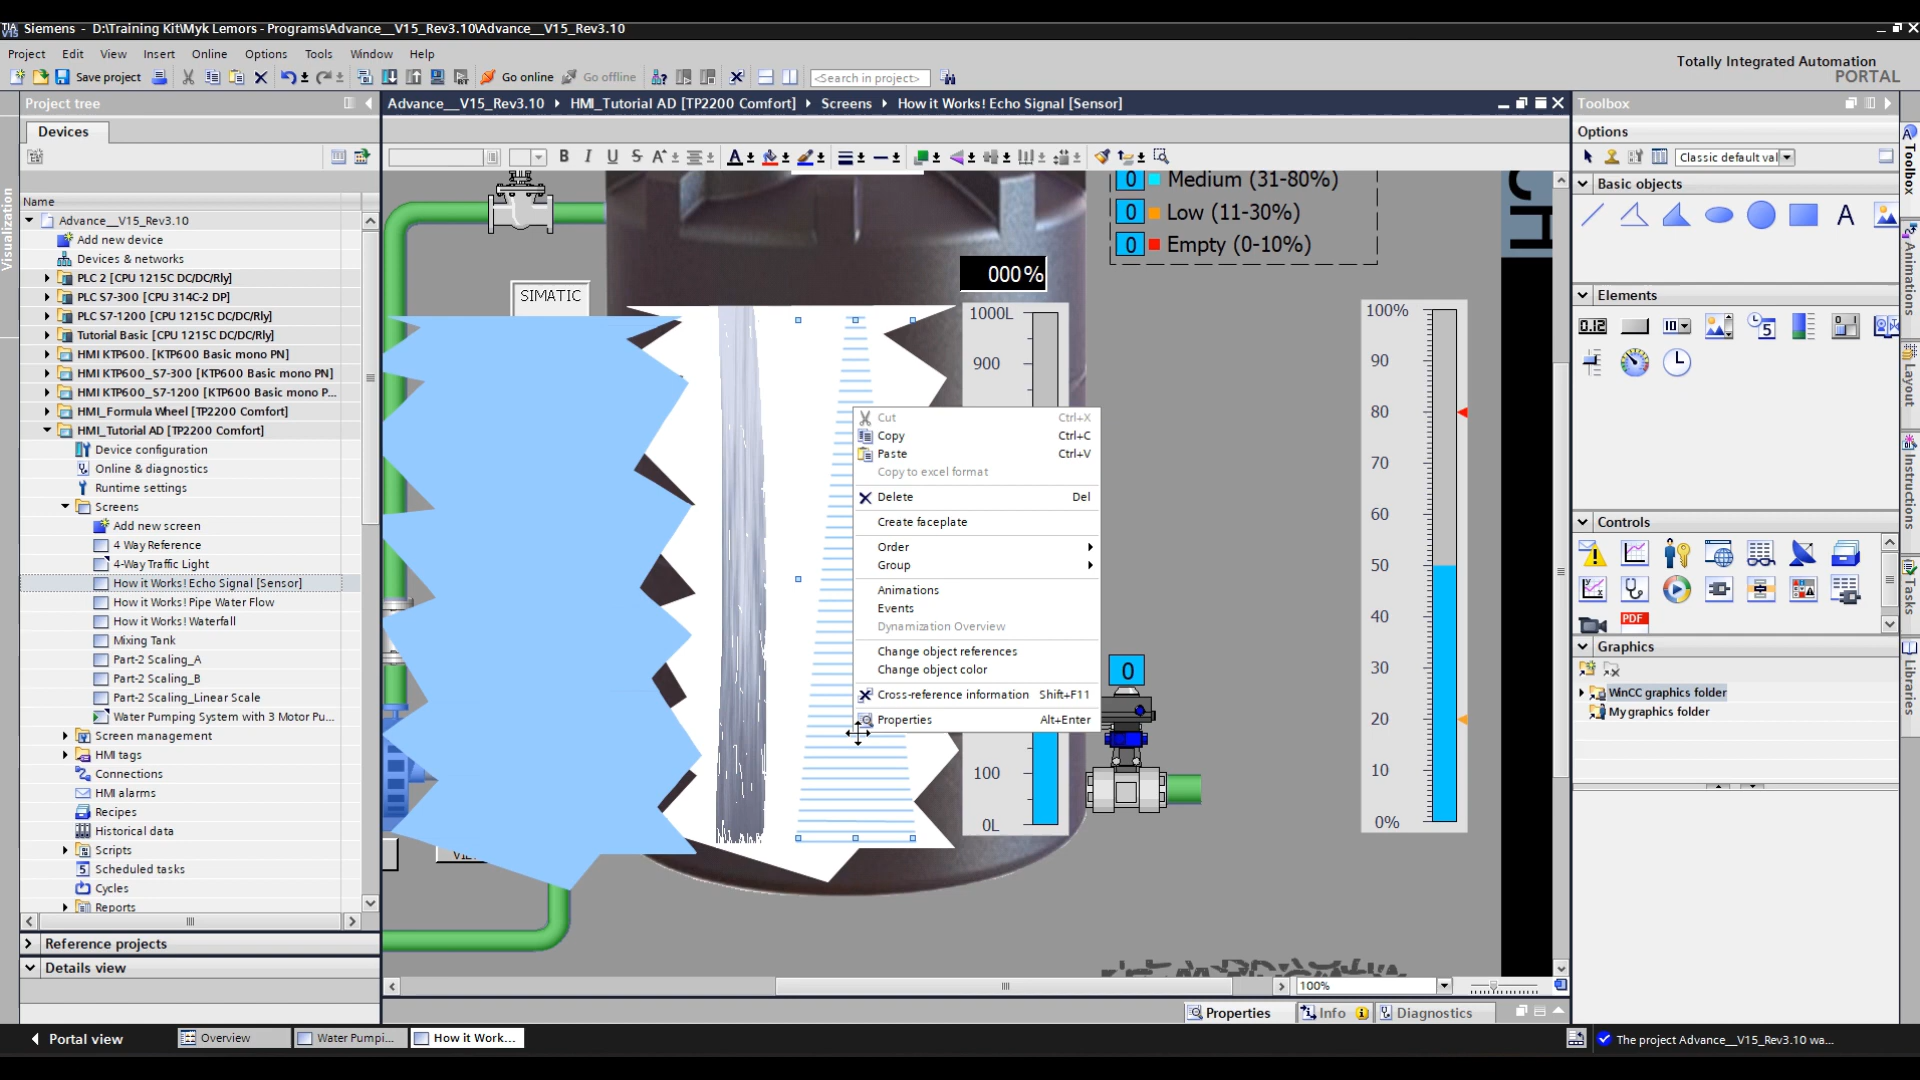 Siemens - D:\Training Kit\Myk Lemors - Programs\Advance__V15_Rev3.10\Advance__V15_Rev3.10
Project Edit View Insert Online Options Tools Window Help
Totally Integrated Automation
PORTAL
Save project
Go online
Go offline
<Search in project>
Project tree
Advance__V15_Rev3.10 HMI_Tutorial AD [TP2200 Comfort] Screens How it Works! Echo Signal [Sensor]
Toolbox
Devices
Options
Classic default val
Basic objects
Elements
Controls
Graphics
WinCC graphics folder
My graphics folder
Visualization
Name
Advance__V15_Rev3.10
Add new device
Devices & networks
PLC 2 [CPU 1215C DC/DC/Rly]
PLC S7-300 [CPU 314C-2 DP]
PLC S7-1200 [CPU 1215C DC/DC/Rly]
Tutorial Basic [CPU 1215C DC/DC/Rly]
HMI KTP600. [KTP600 Basic mono PN]
HMI KTP600_S7-300 [KTP600 Basic mono PN]
HMI KTP600_S7-1200 [KTP600 Basic mono P...
HMI_Formula Wheel [TP2200 Comfort]
HMI_Tutorial AD [TP2200 Comfort]
Device configuration
Online & diagnostics
Runtime settings
Screens
Add new screen
4 Way Reference
4-Way Traffic Light
How it Works! Echo Signal [Sensor]
How it Works! Pipe Water Flow
How it Works! Waterfall
Mixing Tank
Part-2 Scaling_A
Part-2 Scaling_B
Part-2 Scaling_Linear Scale
Water Pumping System with 3 Motor Pu...
Screen management
HMI tags
Connections
HMI alarms
Recipes
Historical data
Scripts
Scheduled tasks
Cycles
Reports
Reference projects
Details view
SIMATIC
0 Medium (31-80%)
0 Low (11-30%)
0 Empty (0-10%)
000%
1000L
900
100
0L
Cut Ctrl+X
Copy Ctrl+C
Paste Ctrl+V
Copy to excel format
Delete Del
Create faceplate
Order
Group
Animations
Events
Dynamization Overview
Change object references
Change object color
Cross-reference information Shift+F11
Properties Alt+Enter
0
100%
90
80
70
60
50
40
30
20
10
0%
CH
Toolbox
Animations
Layout
Instructions
Tasks
Libraries
100%
Properties Info Diagnostics
Portal view
Overview
Water Pumpi...
How it Work...
The project Advance__V15_Rev3.10 wa...